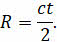 R = ct/2.